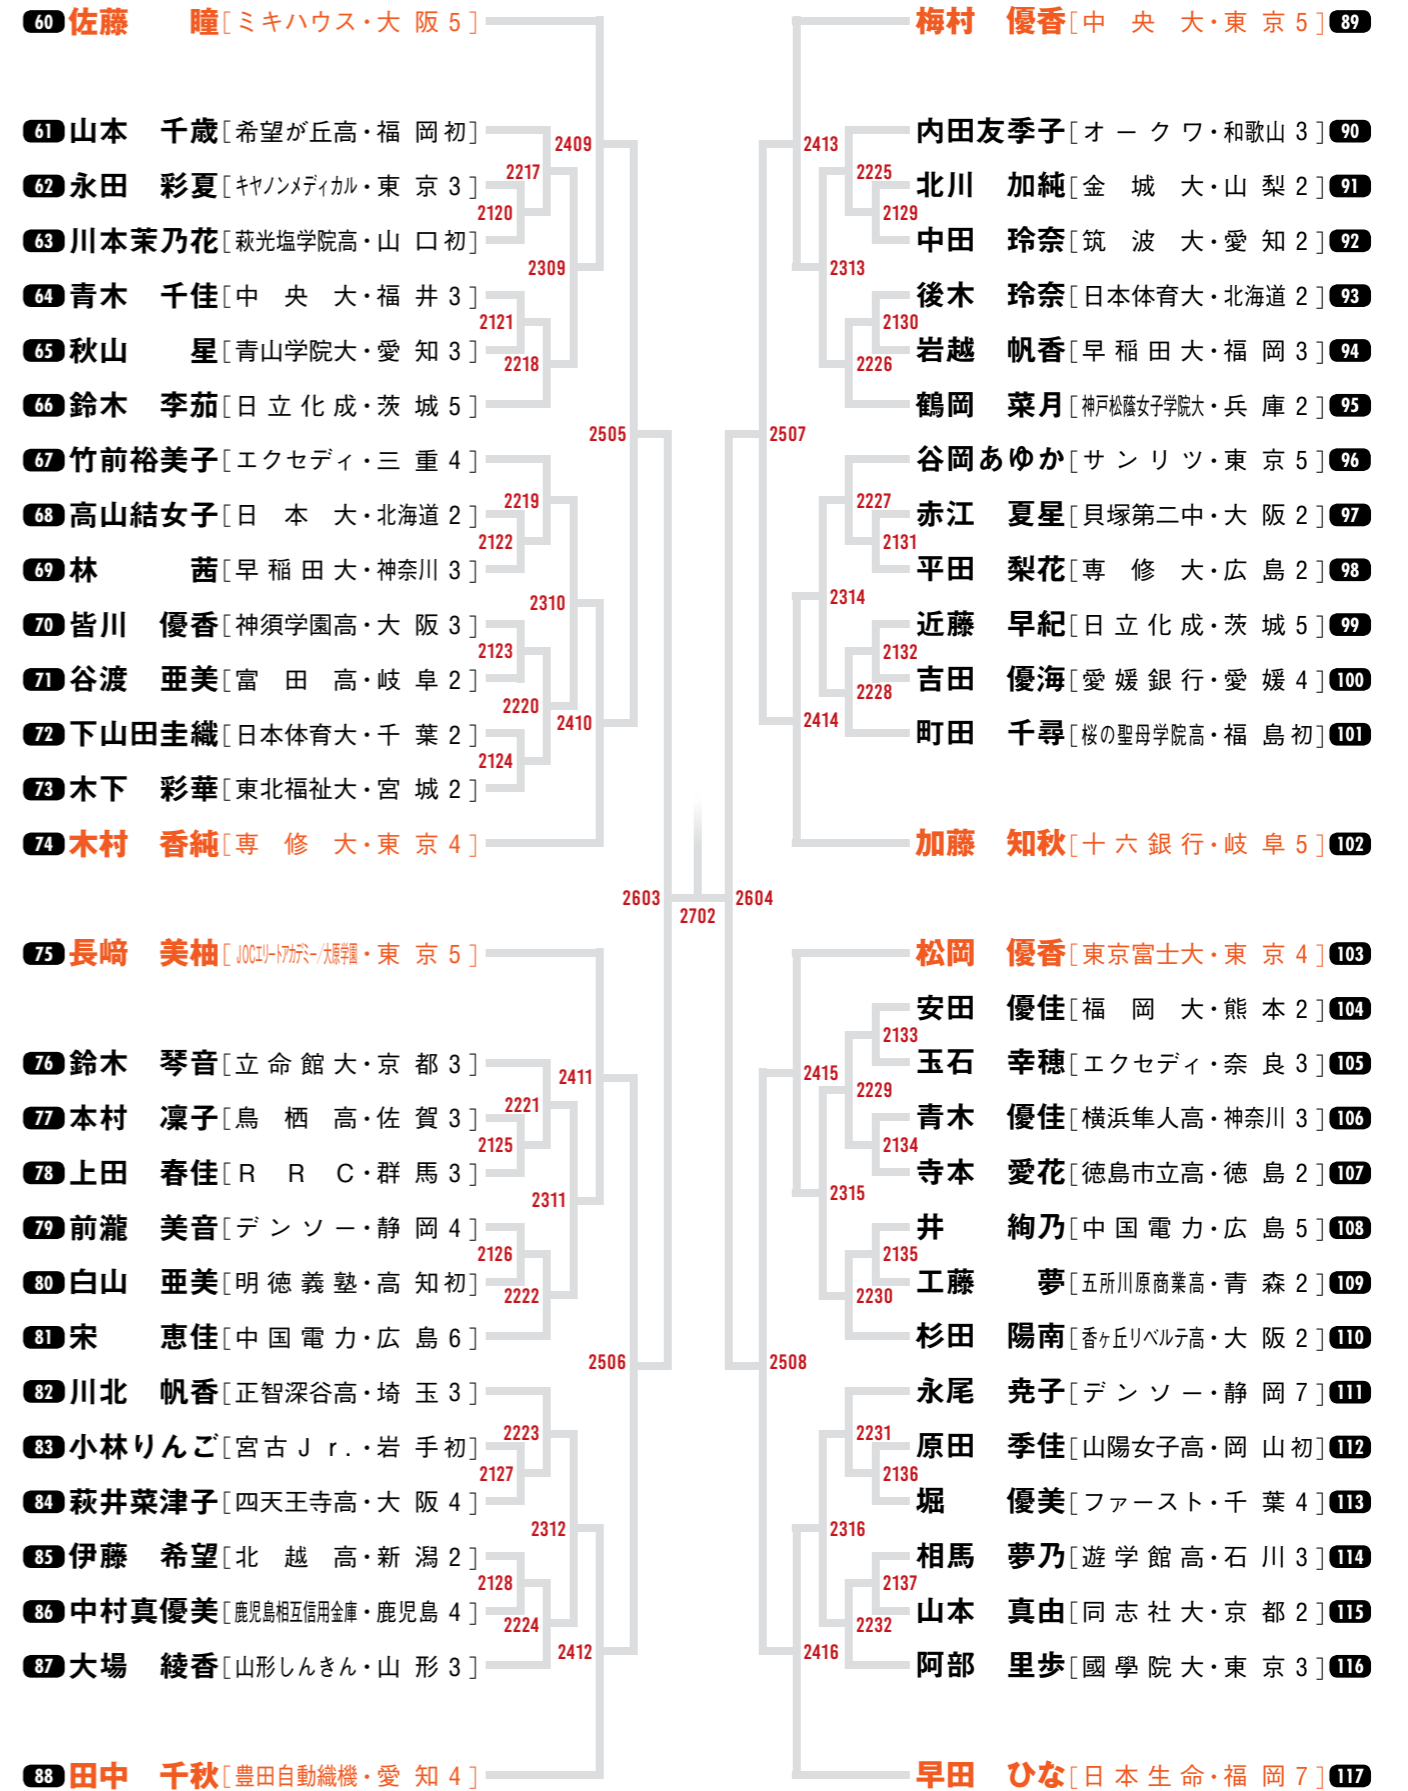 60 佐藤 瞳[ミキハウス・大阪5]
61 山本 千歳[希望が丘高・福岡初]
62 永田 彩夏[キヤノンメディカル・東京3]
63 川本茉乃花[萩光塩学院高・山口初]
64 青木 千佳[中央大・福井3]
65 秋山 星[青山学院大・愛知3]
66 鈴木 李茄[日立化成・茨城5]
67 竹前裕美子[エクセディ・三重4]
68 高山結女子[日本大・北海道2]
69 林 茜[早稲田大・神奈川3]
70 皆川 優香[神須学園高・大阪3]
71 谷渡 亜美[富田高・岐阜2]
72 下山田圭織[日本体育大・千葉2]
73 木下 彩華[東北福祉大・宮城2]
74 木村 香純[専修大・東京4]
75 長﨑 美柚[JOCエリートアカデミー/大原学園・東京5]
76 鈴木 琴音[立命館大・京都3]
77 本村 凜子[鳥栖高・佐賀3]
78 上田 春佳[RRC・群馬3]
79 前瀧 美音[デンソー・静岡4]
80 白山 亜美[明徳義塾・高知初]
81 宋 恵佳[中国電力・広島6]
82 川北 帆香[正智深谷高・埼玉3]
83 小林りんご[宮古Jr.・岩手初]
84 萩井菜津子[四天王寺高・大阪4]
85 伊藤 希望[北越高・新潟2]
86 中村真優美[鹿児島相互信用金庫・鹿児島4]
87 大場 綾香[山形しんきん・山形3]
88 田中 千秋[豊田自動織機・愛知4]
2409
2217
2120
2309
2121
2218
2505
2219
2122
2310
2123
2220
2410
2124
2603
2702
2604
2411
2221
2125
2311
2126
2222
2506
2223
2127
2312
2128
2224
2412
2413
2225
2129
2313
2130
2226
2507
2227
2131
2314
2132
2228
2414
2133
2415
2229
2134
2315
2135
2230
2508
2231
2136
2316
2137
2232
2416
梅村 優香[中央大・東京5]89
内田友季子[オークワ・和歌山3]90
北川 加純[金城大・山梨2]91
中田 玲奈[筑波大・愛知2]92
後木 玲奈[日本体育大・北海道2]93
岩越 帆香[早稲田大・福岡3]94
鶴岡 菜月[神戸松蔭女子学院大・兵庫2]95
谷岡あゆか[サンリツ・東京5]96
赤江 夏星[貝塚第二中・大阪2]97
平田 梨花[専修大・広島2]98
近藤 早紀[日立化成・茨城5]99
吉田 優海[愛媛銀行・愛媛4]100
町田 千尋[桜の聖母学院高・福島初]101
加藤 知秋[十六銀行・岐阜5]102
松岡 優香[東京富士大・東京4]103
安田 優佳[福岡大・熊本2]104
玉石 幸穂[エクセディ・奈良3]105
青木 優佳[横浜隼人高・神奈川3]106
寺本 愛花[徳島市立高・徳島2]107
井 絢乃[中国電力・広島5]108
工藤 夢[五所川原商業高・青森2]109
杉田 陽南[香ヶ丘リベルテ高・大阪2]110
永尾 尭子[デンソー・静岡7]111
原田 季佳[山陽女子高・岡山初]112
堀 優美[ファースト・千葉4]113
相馬 夢乃[遊学館高・石川3]114
山本 真由[同志社大・京都2]115
阿部 里歩[國學院大・東京3]116
早田 ひな[日本生命・福岡7]117